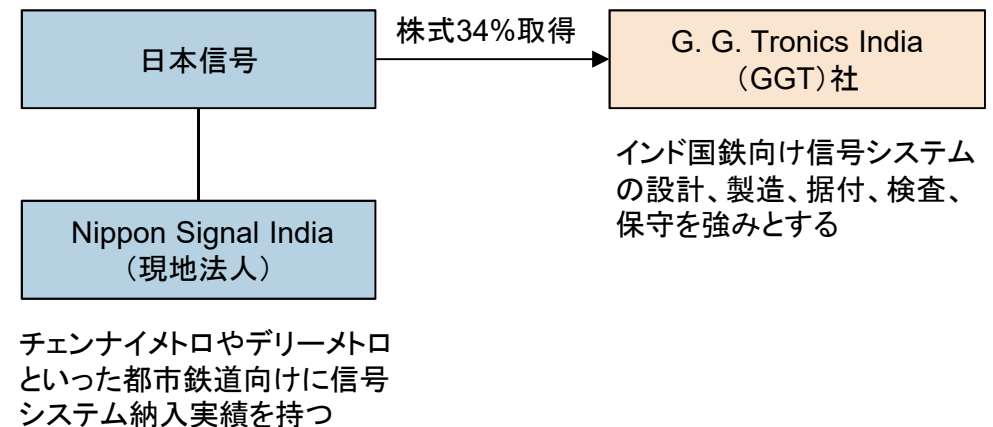 日本信号
株式34%取得
G. G. Tronics India
（GGT）社
インド国鉄向け信号システム
の設計、製造、据付、検査、
保守を強みとする
Nippon Signal India
（現地法人）
チェンナイメトロやデリーメトロ
といった都市鉄道向けに信号
システム納入実績を持つ